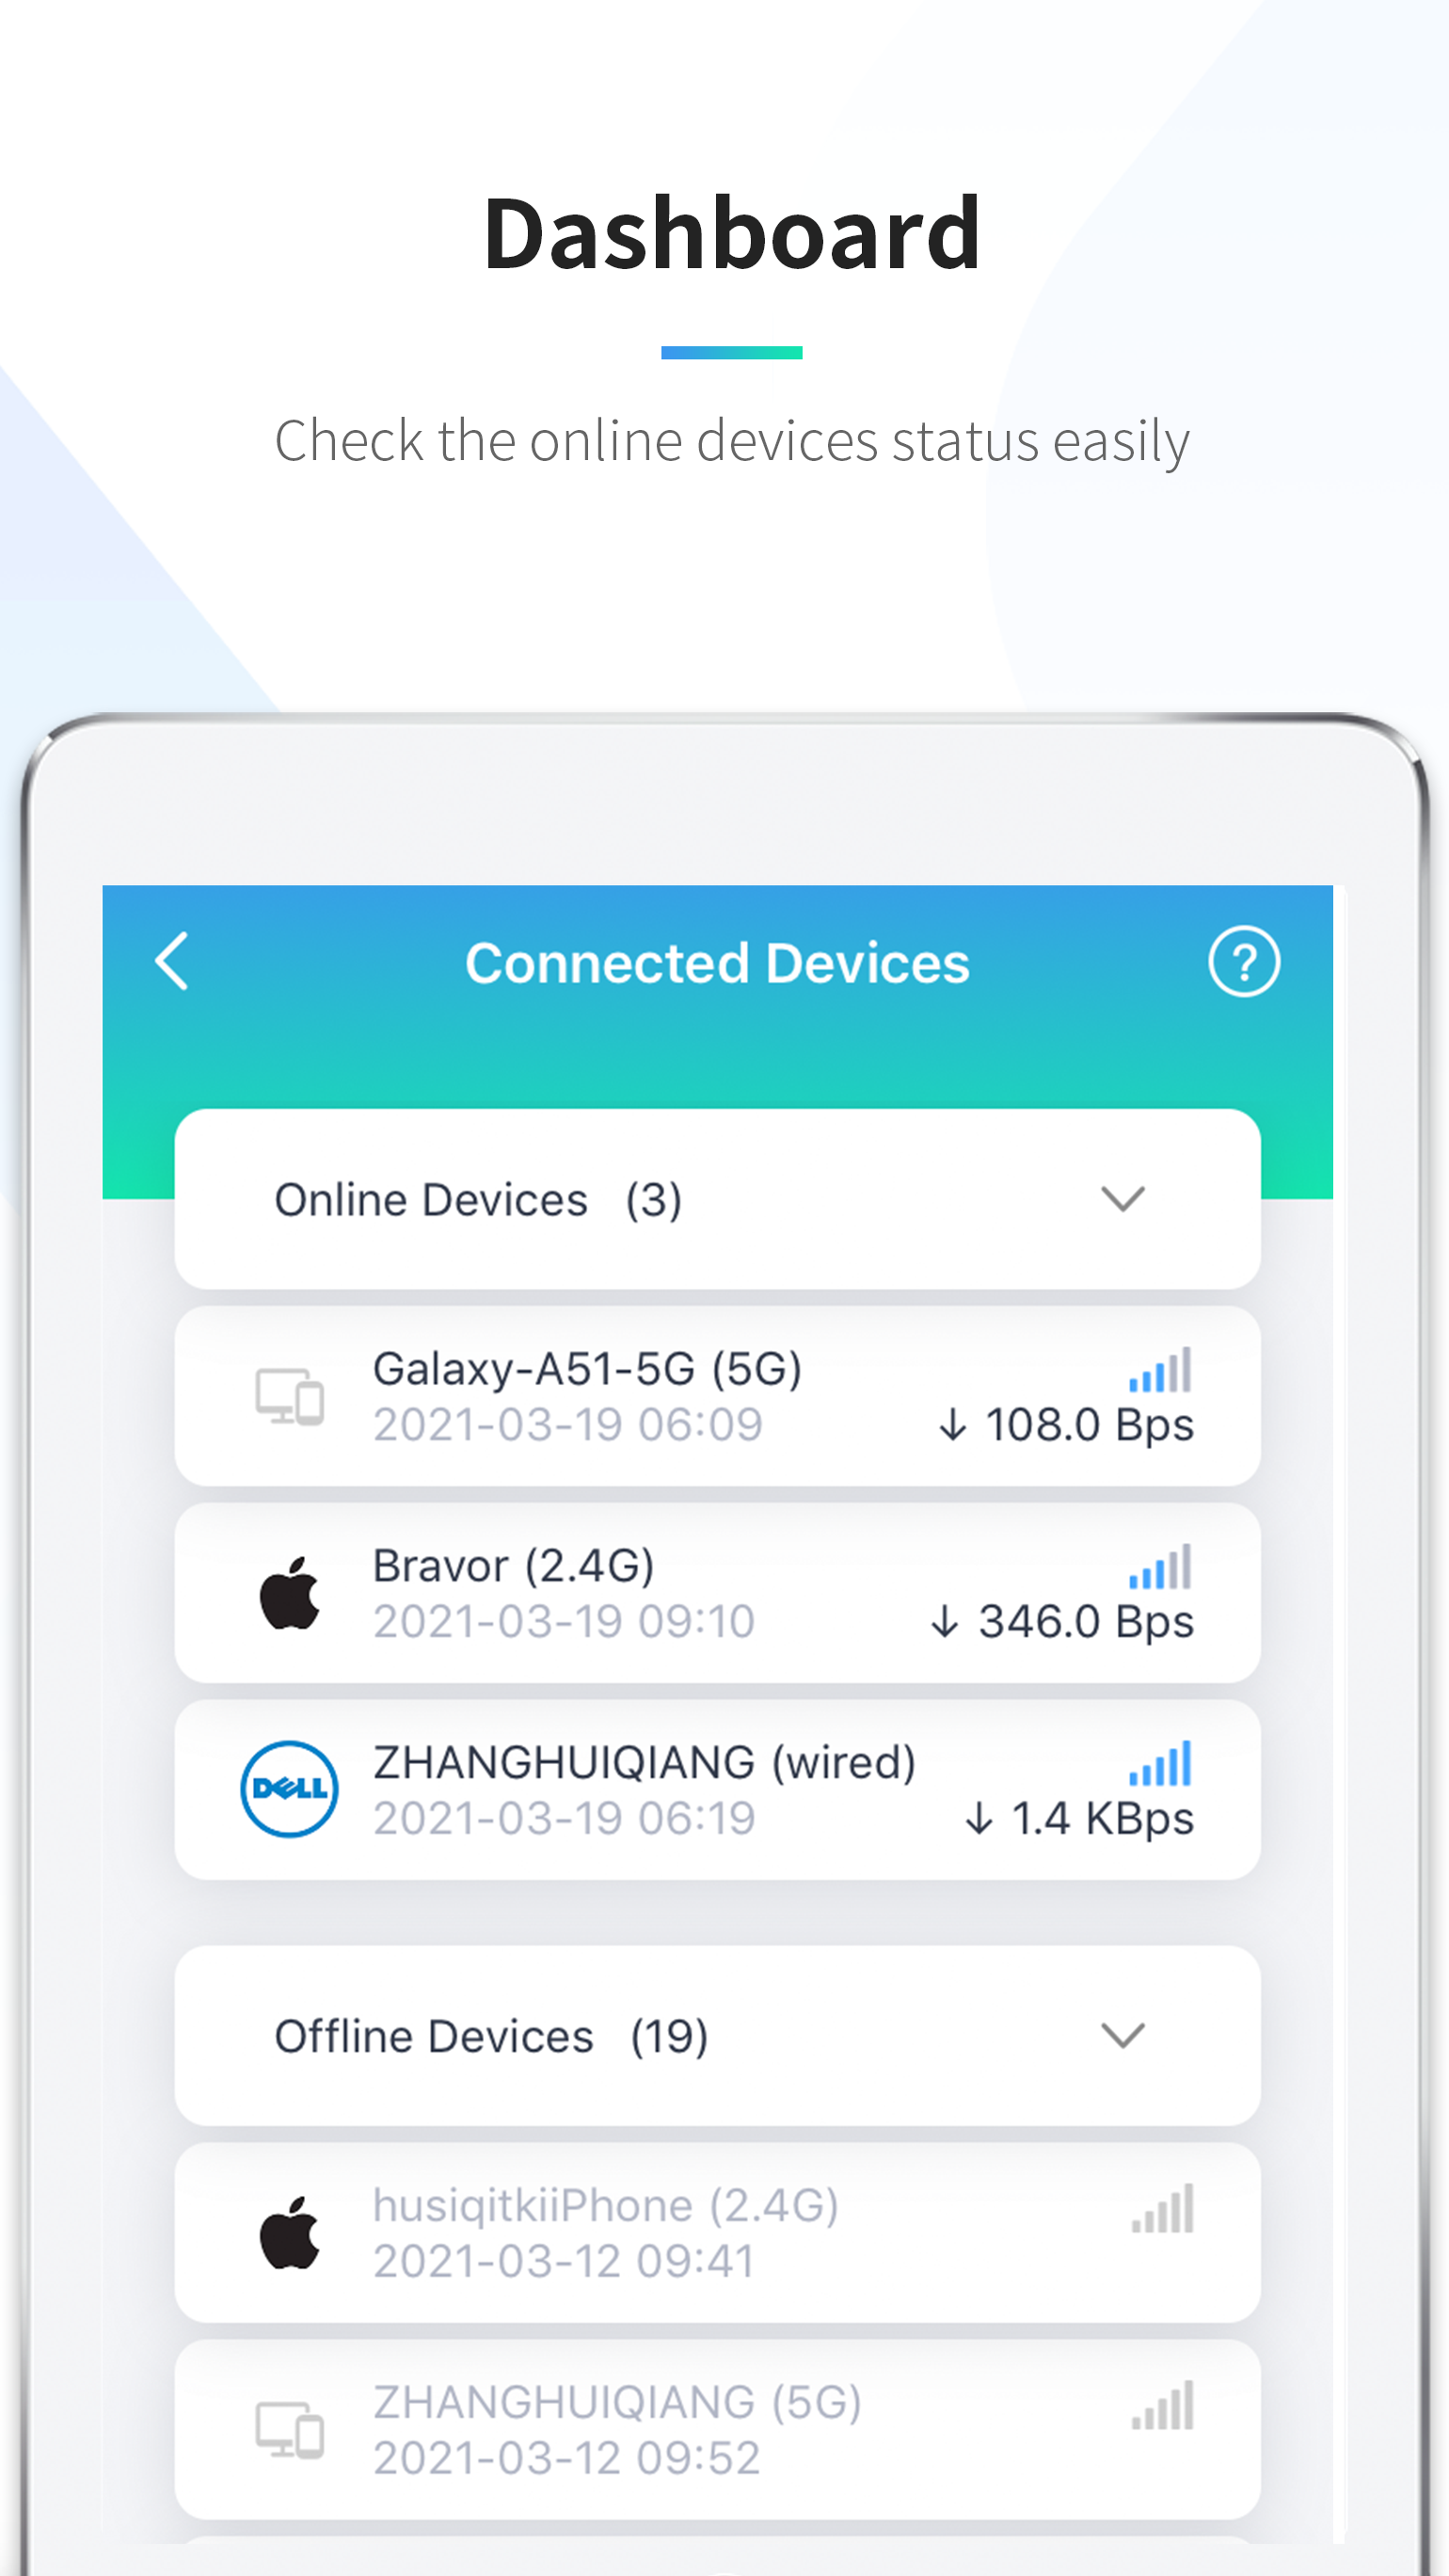 Dashboard
Check the online devices status easily
Connected Devices
?
Online Devices (3)
Galaxy-A51-5G (5G)
2021-03-19 06:09
↓ 108.0 Bps
Bravor (2.4G)
2021-03-19 09:10
↓ 346.0 Bps
DELL
ZHANGHUIQIANG (wired)
2021-03-19 06:19
↓ 1.4 KBps
Offline Devices (19)
husiqitkiiPhone (2.4G)
2021-03-12 09:41
ZHANGHUIQIANG (5G)
2021-03-12 09:52